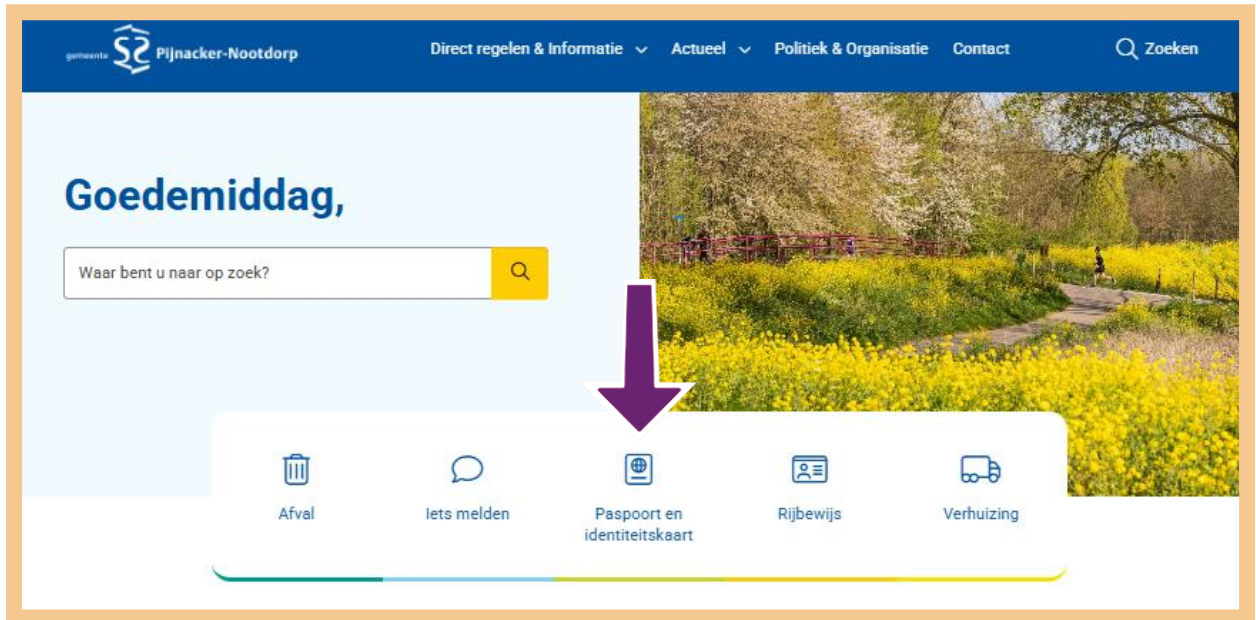 gemeente Pijnacker-Nootdorp
Direct regelen & Informatie Actueel Politiek & Organisatie Contact Zoeken
Goedemiddag,
Waar bent u naar op zoek?
Afval
Iets melden
Paspoort en
identiteitskaart
Rijbewijs
Verhuizing